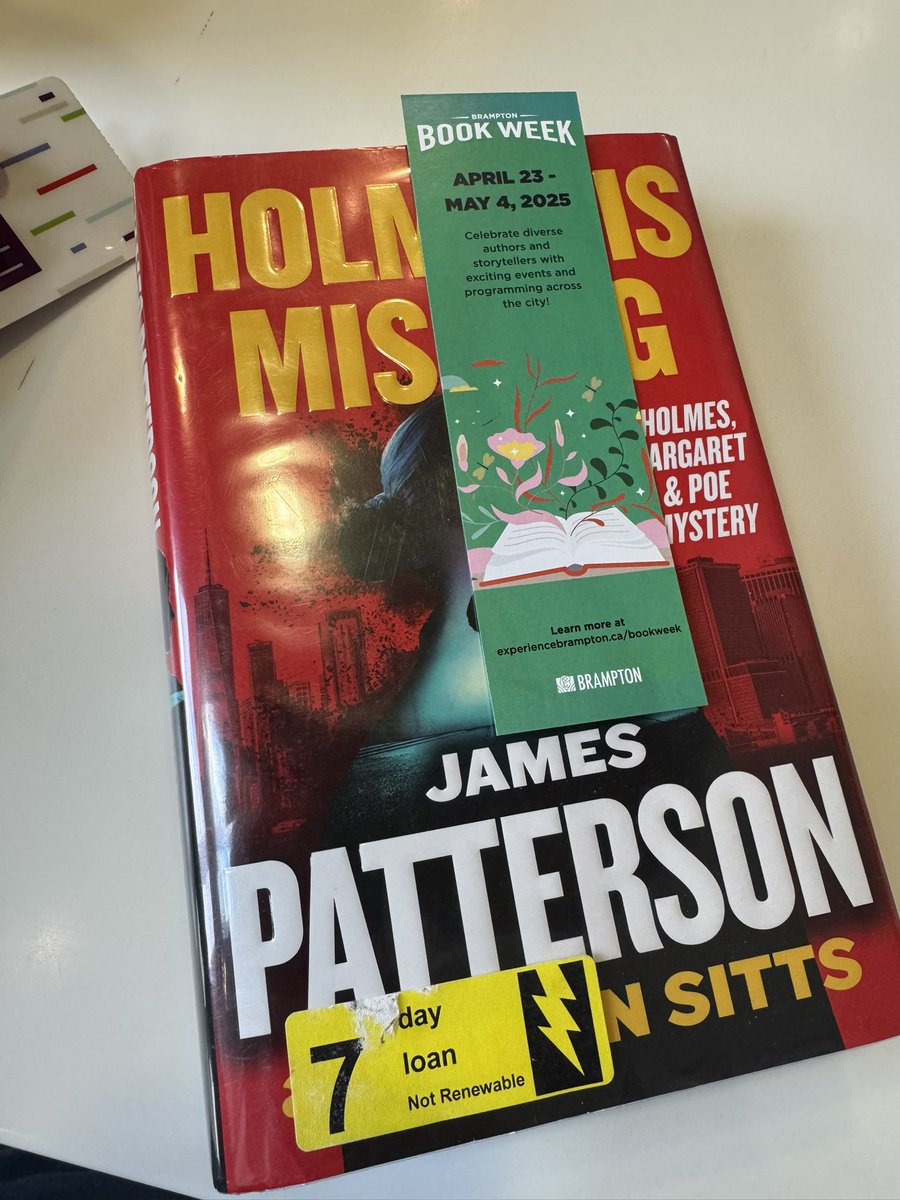 BRAMPTON
BOOK WEEK
APRIL 23 -
MAY 4, 2025
Celebrate diverse
authors and
storytellers with
exciting events and
programming across
the city!
Learn more at
experiencebrampton.ca/bookweek
BRAMPTON
HOLM IS
MIS G
HOLMES,
ARGARET
& POE
MYSTERY
JAMES
PATTERSON
N SITTS
7 day
loan
Not Renewable